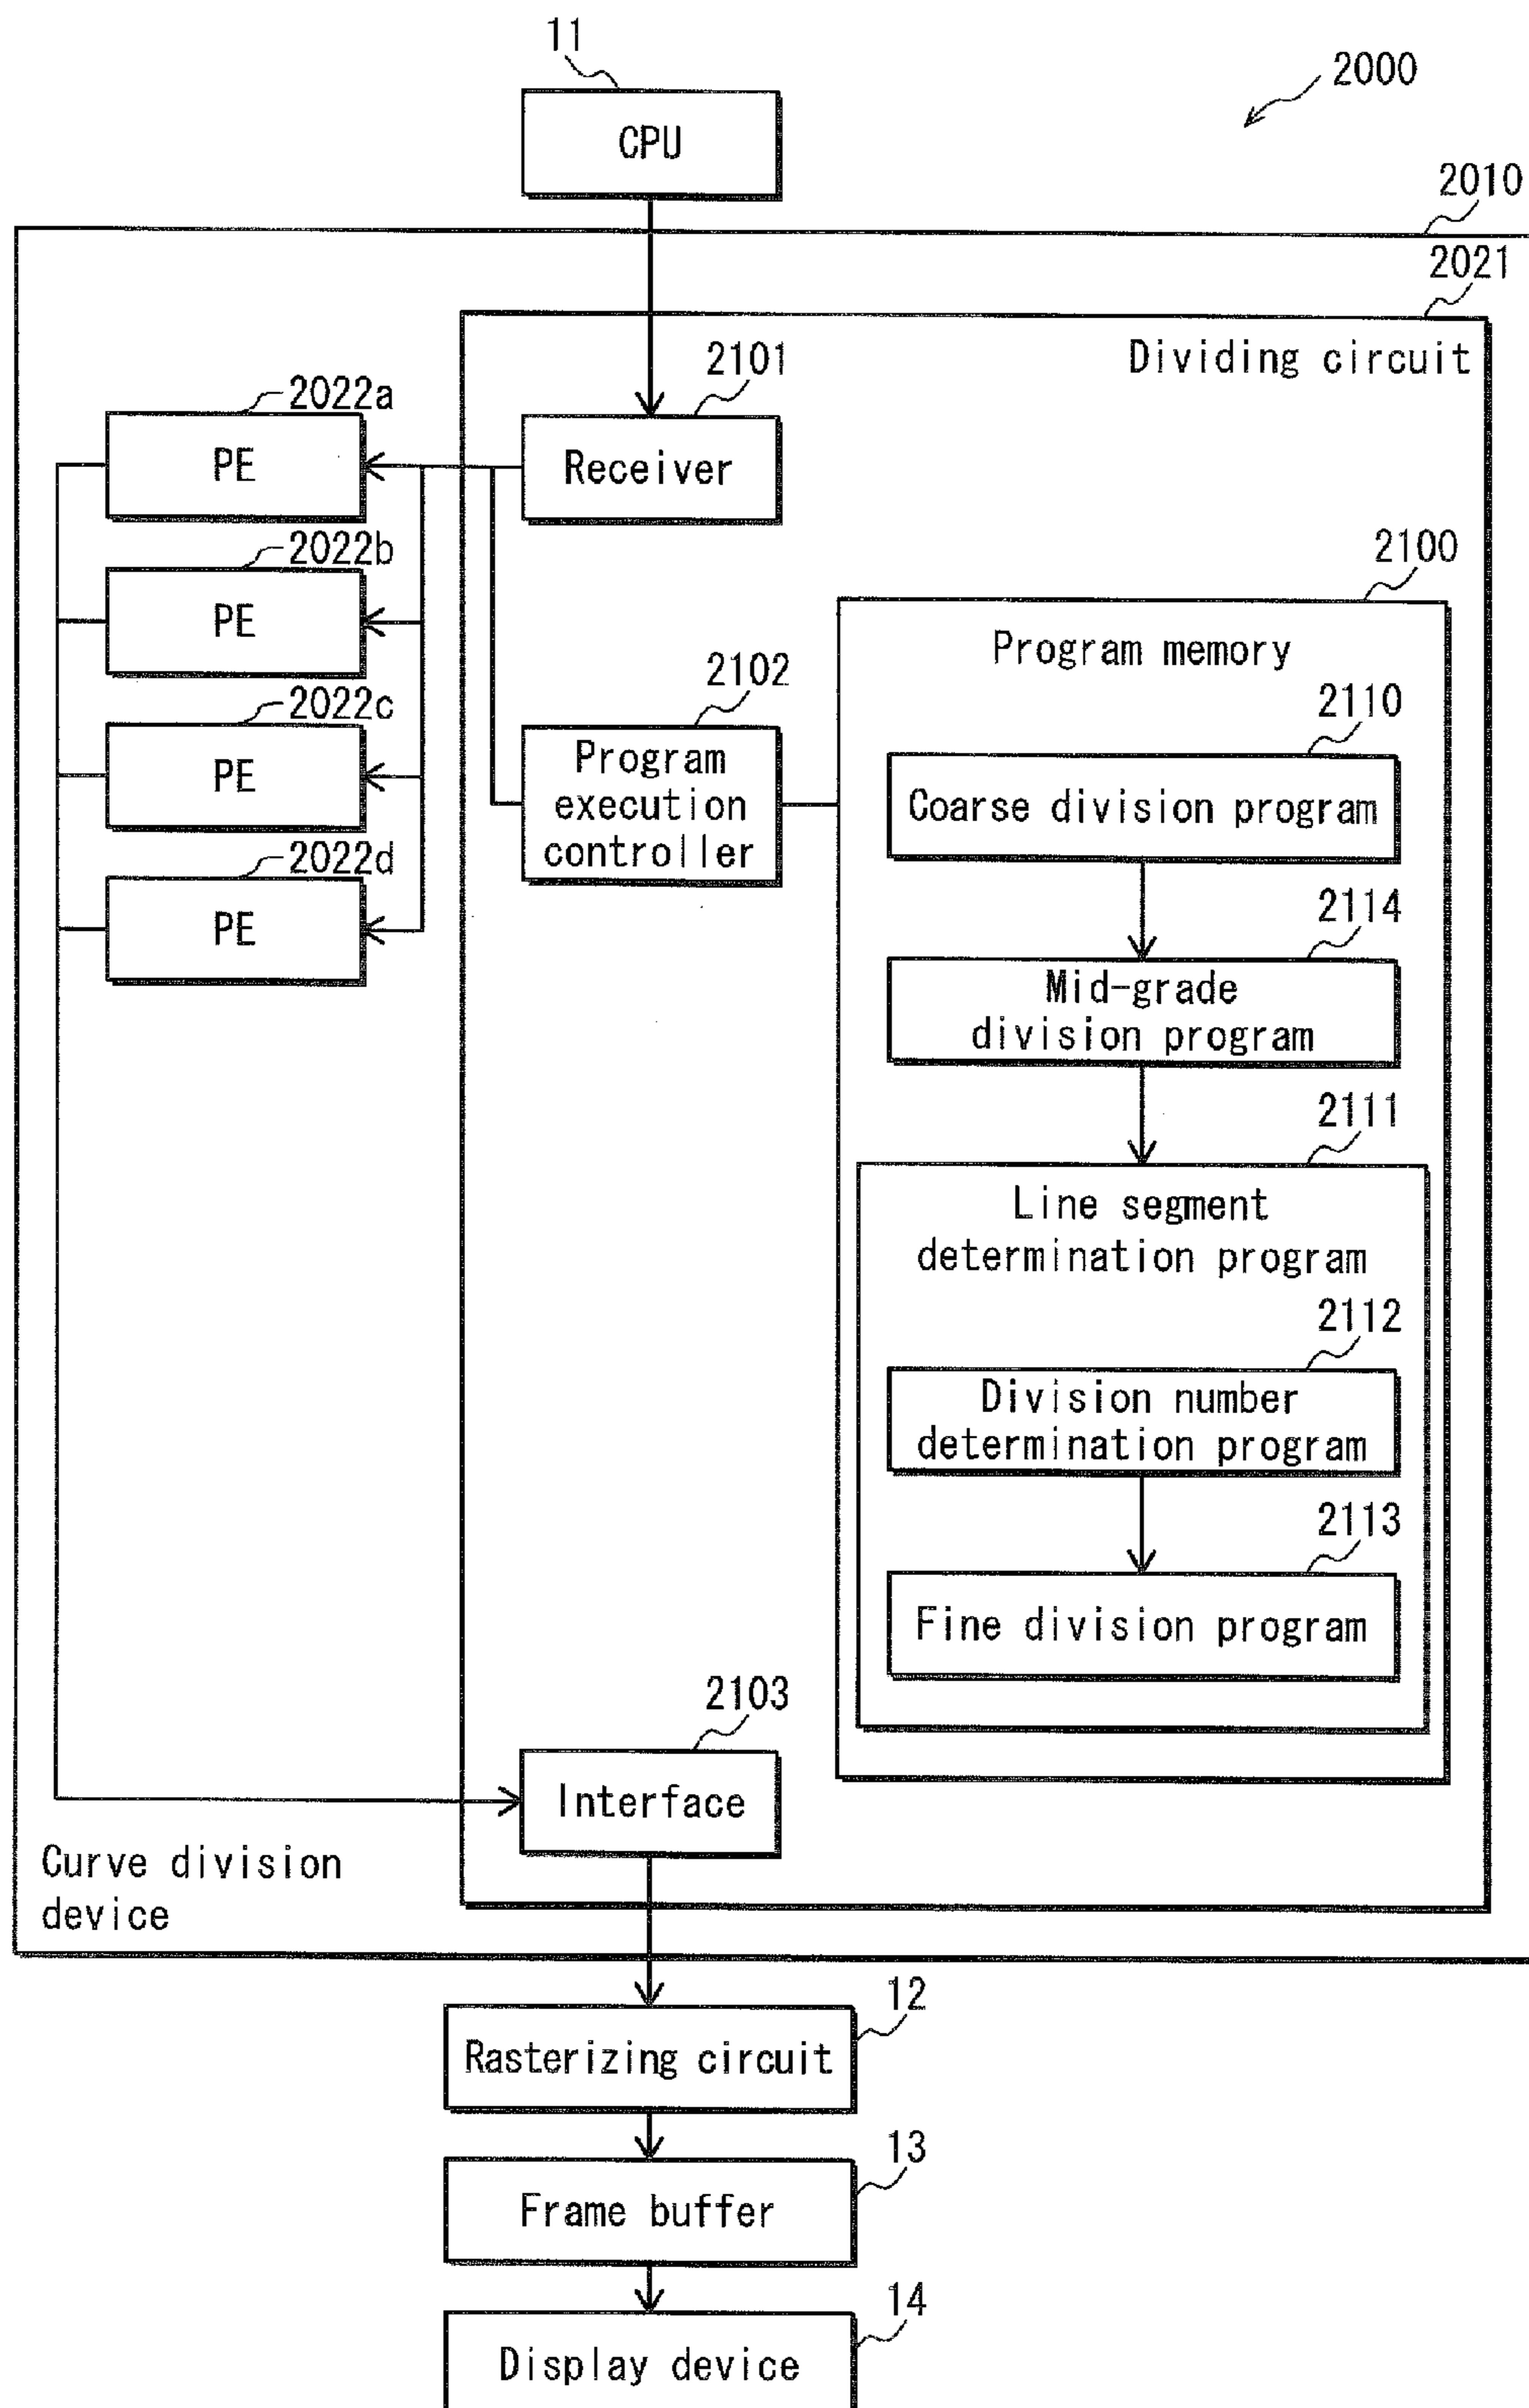 11
2000
CPU
2010
2021
Dividing circuit
2101
2022a
PE
Receiver
2022b
PE
2100
Program memory
2102
2022c
PE
Program
execution
controller
2110
Coarse division program
2022d
PE
2114
Mid-grade
division program
2111
Line segment
determination program
2112
Division number
determination program
2113
Fine division program
2103
Interface
Curve division
device
12
Rasterizing circuit
13
Frame buffer
14
Display device